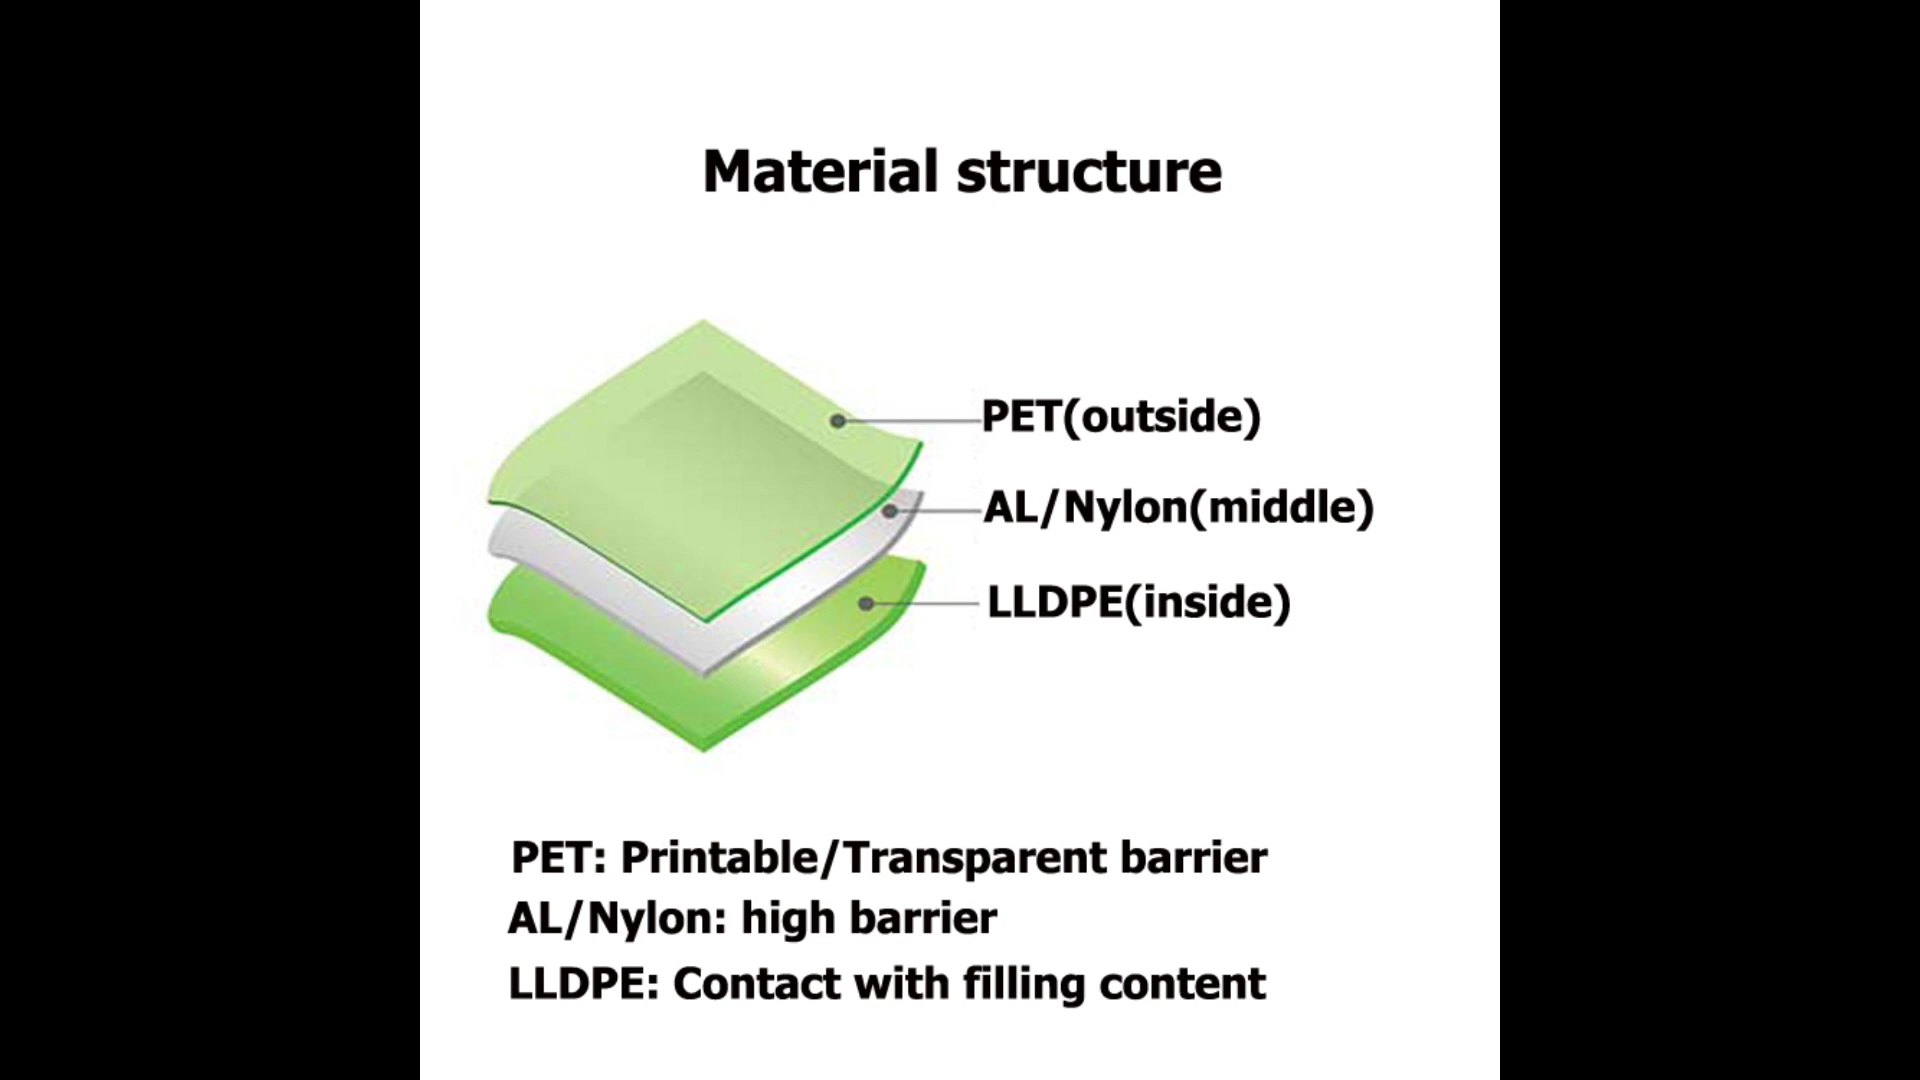 Material structure
PET(outside)
AL/Nylon(middle)
LLDPE(inside)
PET: Printable/Transparent barrier
AL/Nylon: high barrier
LLDPE: Contact with filling content